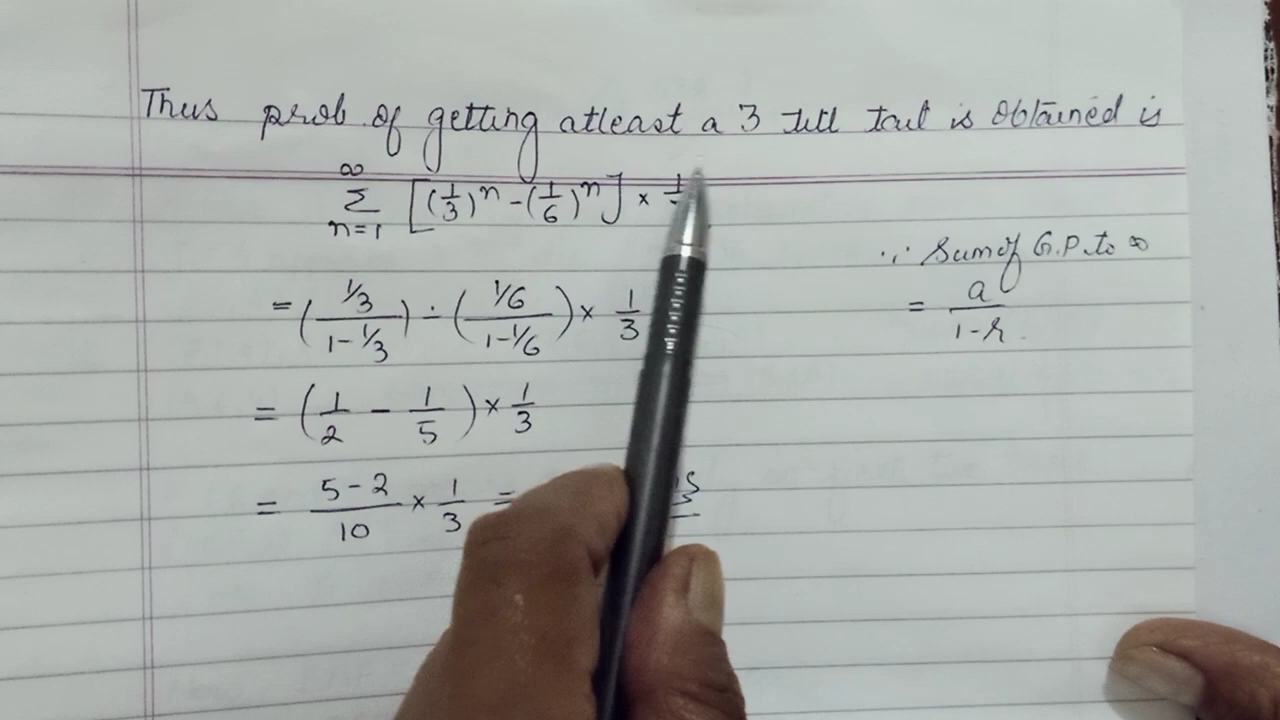 Thus prob. of getting atleast a 3 till tail is obtained is
∞ Σ n=1 [(1/3)^n - (1/6)^n] × 1/
∵ Sum of G.P. to ∞
= (1/3 / 1-1/3) - (1/6 / 1-1/6) × 1/3
= a / 1-r.
= (1/2 - 1/5) × 1/3
= 5-2 / 10 × 1/3 =